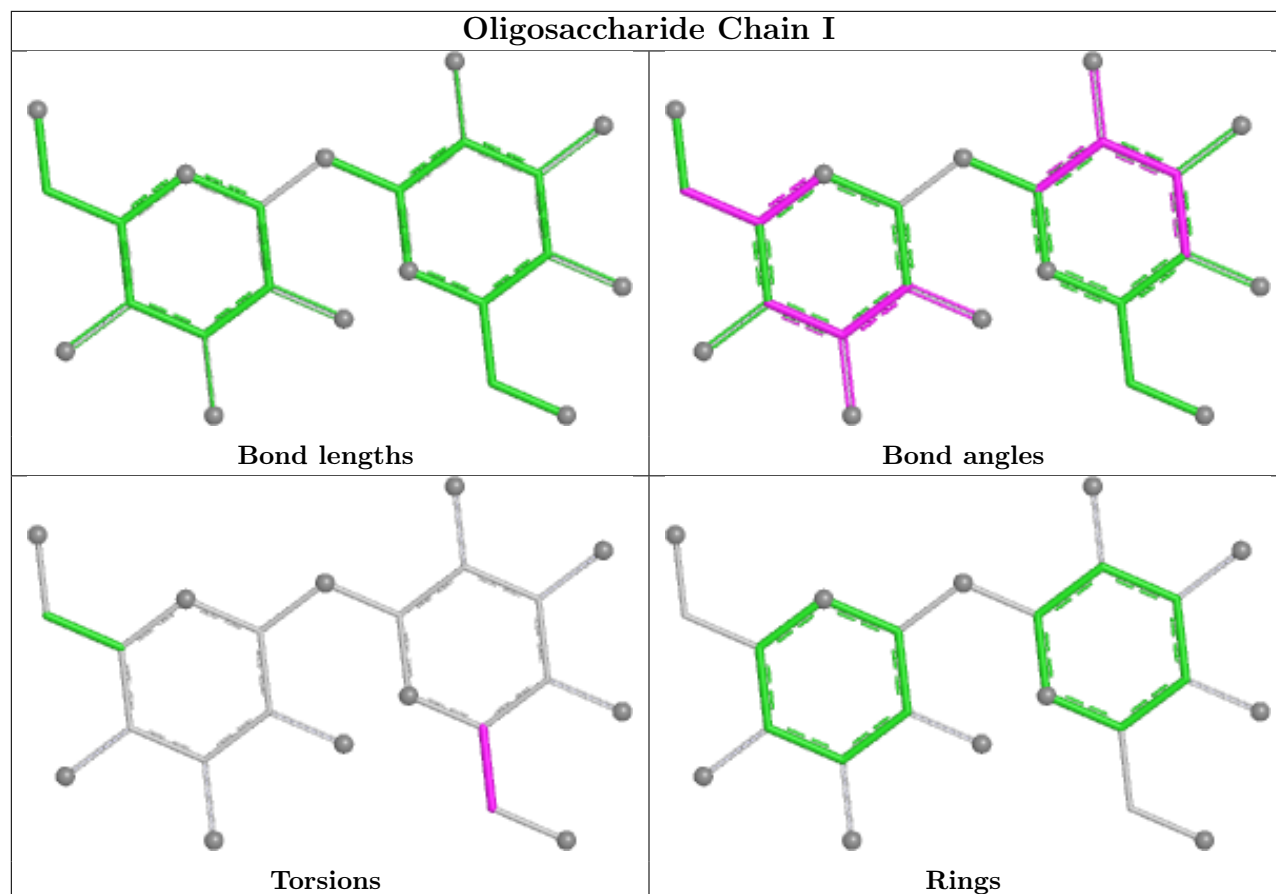 Oligosaccharide Chain I
Bond lengths
Bond angles
Torsions
Rings